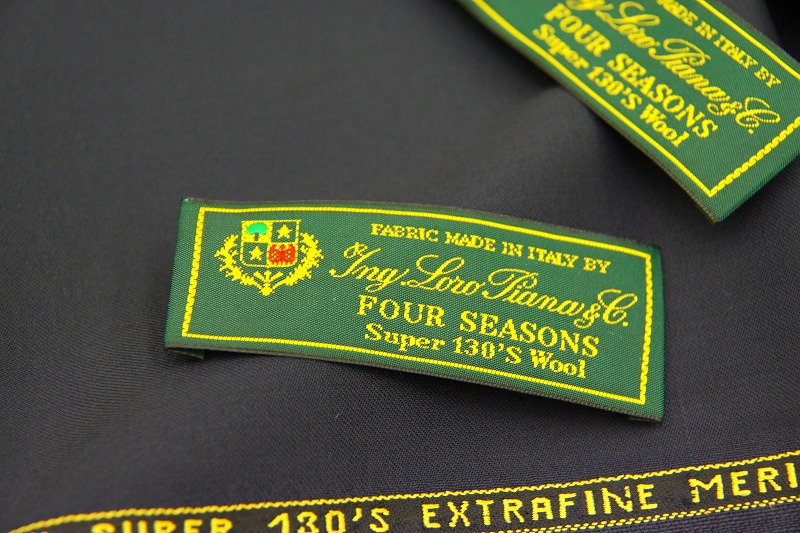 MADE IN ITALY BY
Ing. Loro Piana & C.
FOUR SEASONS
Super 130'S Wool
FABRIC MADE IN ITALY BY
Ing. Loro Piana & C.
FOUR SEASONS
Super 130'S Wool
SUPER 130'S EXTRAFINE MERI